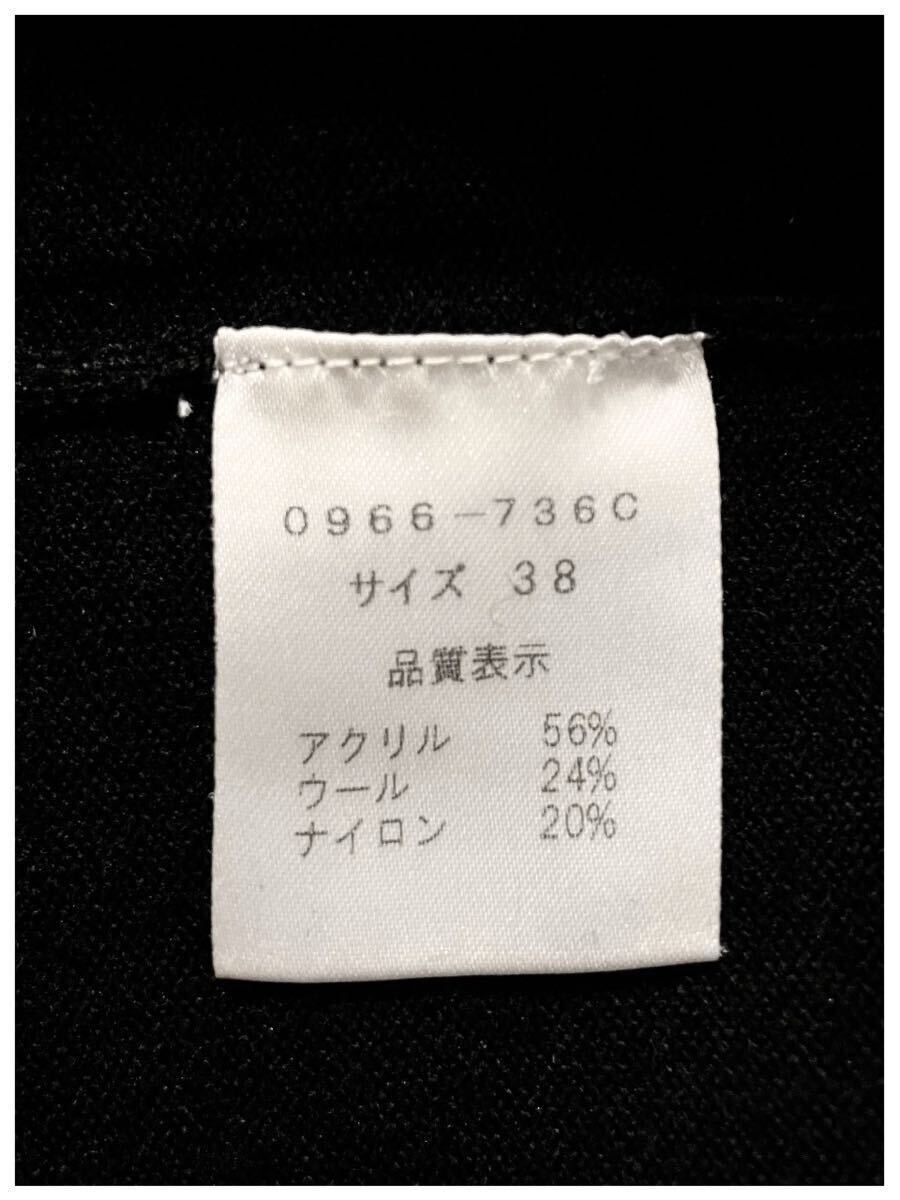 0966-736C
サイズ 38
品質表示
アクリル 56%
ウール 24%
ナイロン 20%